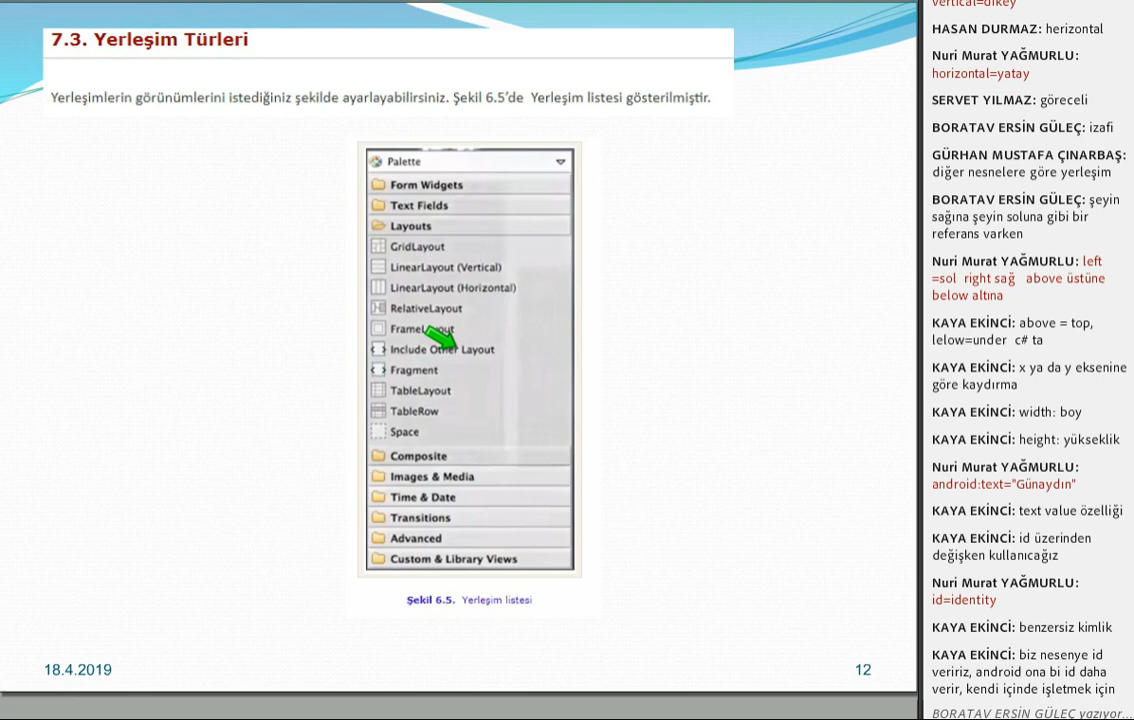 7.3. Yerleşim Türleri
Yerleşimlerin görünümlerini istediğiniz şekilde ayarlayabilirsiniz. Şekil 6.5'de Yerleşim listesi gösterilmiştir.
Palette
Form Widgets
Text Fields
Layouts
GridLayout
LinearLayout (Vertical)
LinearLayout (Horizontal)
RelativeLayout
FrameLayout
Include Other Layout
Fragment
TableLayout
TableRow
Space
Composite
Images & Media
Time & Date
Transitions
Advanced
Custom & Library Views
Şekil 6.5. Yerleşim listesi
18.4.2019
12
vertical=dikey
HASAN DURMAZ: herizontal
Nuri Murat YAĞMURLU:
horizontal=yatay
SERVET YILMAZ: göreceli
BORATAV ERSİN GÜLEÇ: izafi
GÜRHAN MUSTAFA ÇINARBAŞ:
diğer nesnelere göre yerleşim
BORATAV ERSİN GÜLEÇ: şeyin
sağına şeyin soluna gibi bir
referans varken
Nuri Murat YAĞMURLU: left
=sol right sağ above üstüne
below altına
KAYA EKİNCİ: above = top,
lelow=under c# ta
KAYA EKİNCİ: x ya da y eksenine
göre kaydırma
KAYA EKİNCİ: width: boy
KAYA EKİNCİ: height: yükseklik
Nuri Murat YAĞMURLU:
android:text="Günaydın"
KAYA EKİNCİ: text value özelliği
KAYA EKİNCİ: id üzerinden
değişken kullanıcağız
Nuri Murat YAĞMURLU:
id=identity
KAYA EKİNCİ: benzersiz kimlik
KAYA EKİNCİ: biz nesenye id
veririz, android ona bi id daha
verir, kendi içinde işletmek için
BORATAV ERSİN GÜLEÇ yazıyor...